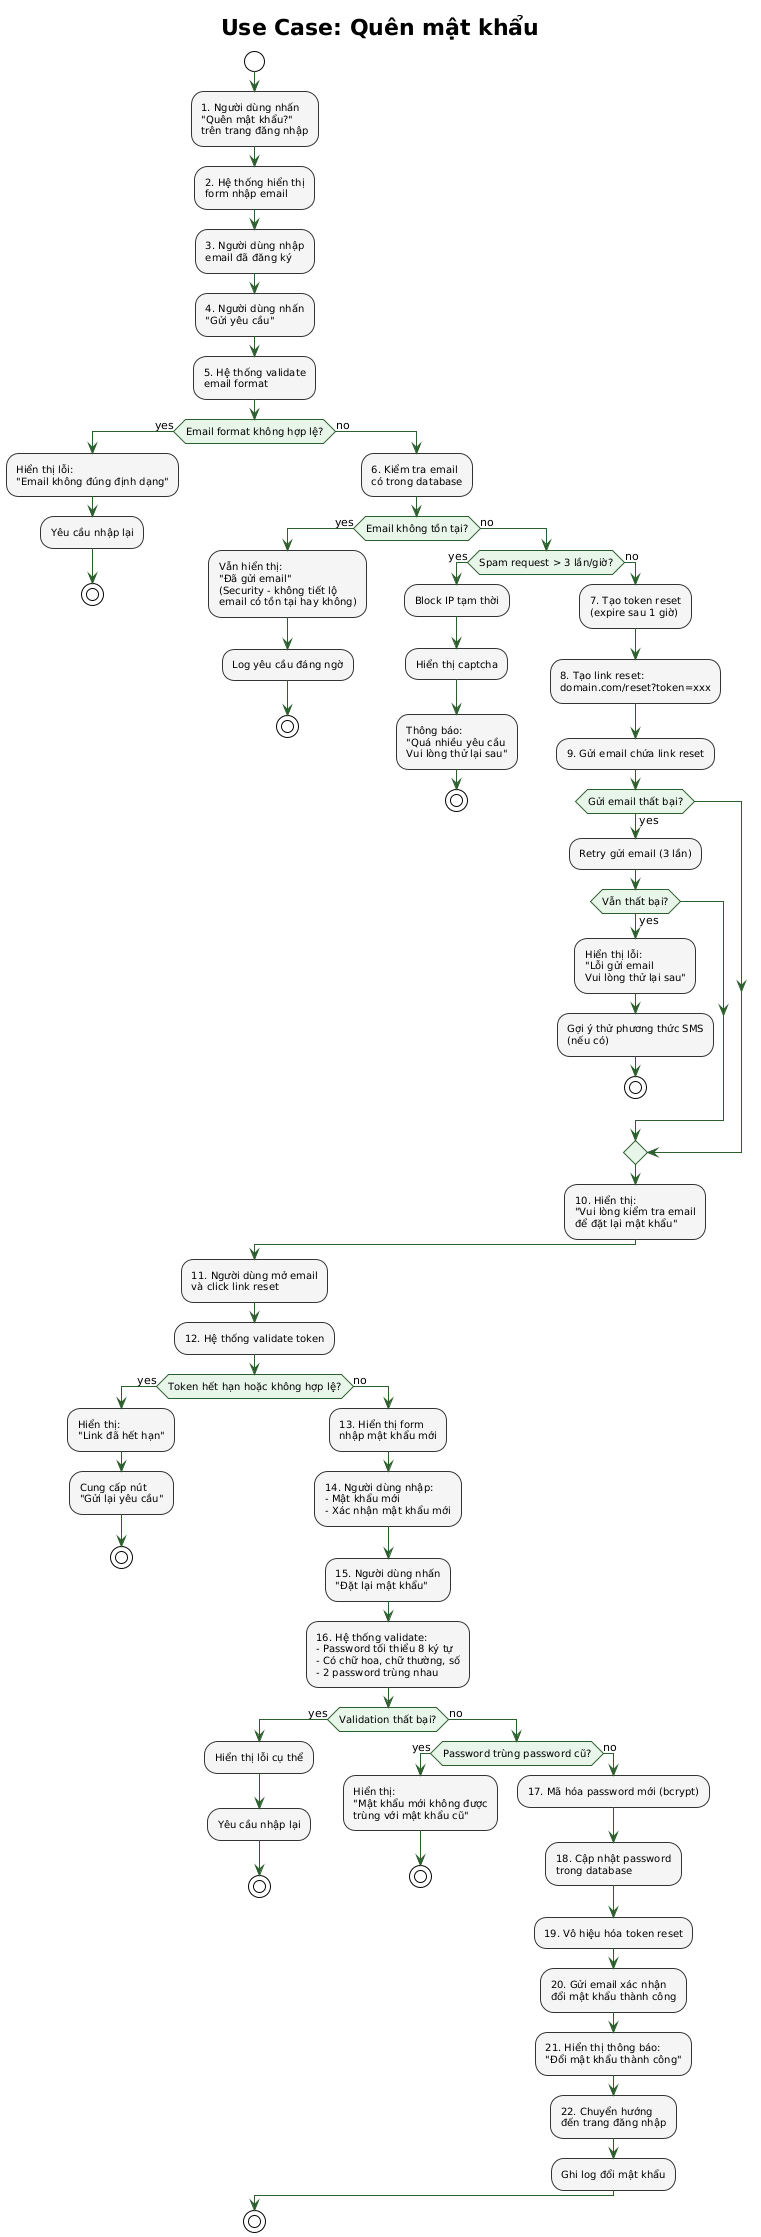 Use Case: Quên mật khẩu
1. Người dùng nhấn
"Quên mật khẩu?"
trên trang đăng nhập
2. Hệ thống hiển thị
form nhập email
3. Người dùng nhập
email đã đăng ký
4. Người dùng nhấn
"Gửi yêu cầu"
5. Hệ thống validate
email format
yes
Email format không hợp lệ?
no
Hiển thị lỗi:
"Email không đúng định dạng"
Yêu cầu nhập lại
6. Kiểm tra email
có trong database
yes
Email không tồn tại?
no
Vẫn hiển thị:
"Đã gửi email"
(Security - không tiết lộ
email có tồn tại hay không)
Log yêu cầu đáng ngờ
yes
Spam request > 3 lần/giờ?
no
Block IP tạm thời
Hiển thị captcha
Thông báo:
"Quá nhiều yêu cầu
Vui lòng thử lại sau"
7. Tạo token reset
(expire sau 1 giờ)
8. Tạo link reset:
domain.com/reset?token=xxx
9. Gửi email chứa link reset
Gửi email thất bại?
yes
Retry gửi email (3 lần)
Vẫn thất bại?
yes
Hiển thị lỗi:
"Lỗi gửi email
Vui lòng thử lại sau"
Gợi ý thử phương thức SMS
(nếu có)
10. Hiển thị:
"Vui lòng kiểm tra email
để đặt lại mật khẩu"
11. Người dùng mở email
và click link reset
12. Hệ thống validate token
yes
Token hết hạn hoặc không hợp lệ?
no
Hiển thị:
"Link đã hết hạn"
Cung cấp nút
"Gửi lại yêu cầu"
13. Hiển thị form
nhập mật khẩu mới
14. Người dùng nhập:
- Mật khẩu mới
- Xác nhận mật khẩu mới
15. Người dùng nhấn
"Đặt lại mật khẩu"
16. Hệ thống validate:
- Password tối thiểu 8 ký tự
- Có chữ hoa, chữ thường, số
- 2 password trùng nhau
yes
Validation thất bại?
no
Hiển thị lỗi cụ thể
Yêu cầu nhập lại
yes
Password trùng password cũ?
no
Hiển thị:
"Mật khẩu mới không được
trùng với mật khẩu cũ"
17. Mã hóa password mới (bcrypt)
18. Cập nhật password
trong database
19. Vô hiệu hóa token reset
20. Gửi email xác nhận
đổi mật khẩu thành công
21. Hiển thị thông báo:
"Đổi mật khẩu thành công"
22. Chuyển hướng
đến trang đăng nhập
Ghi log đổi mật khẩu